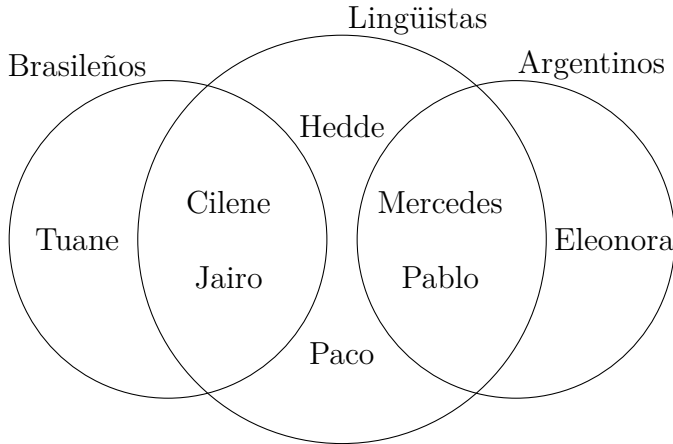 Lingüistas
Brasileños
Argentinos
Hedde
Cilene
Mercedes
Tuane
Eleonora
Jairo
Pablo
Paco